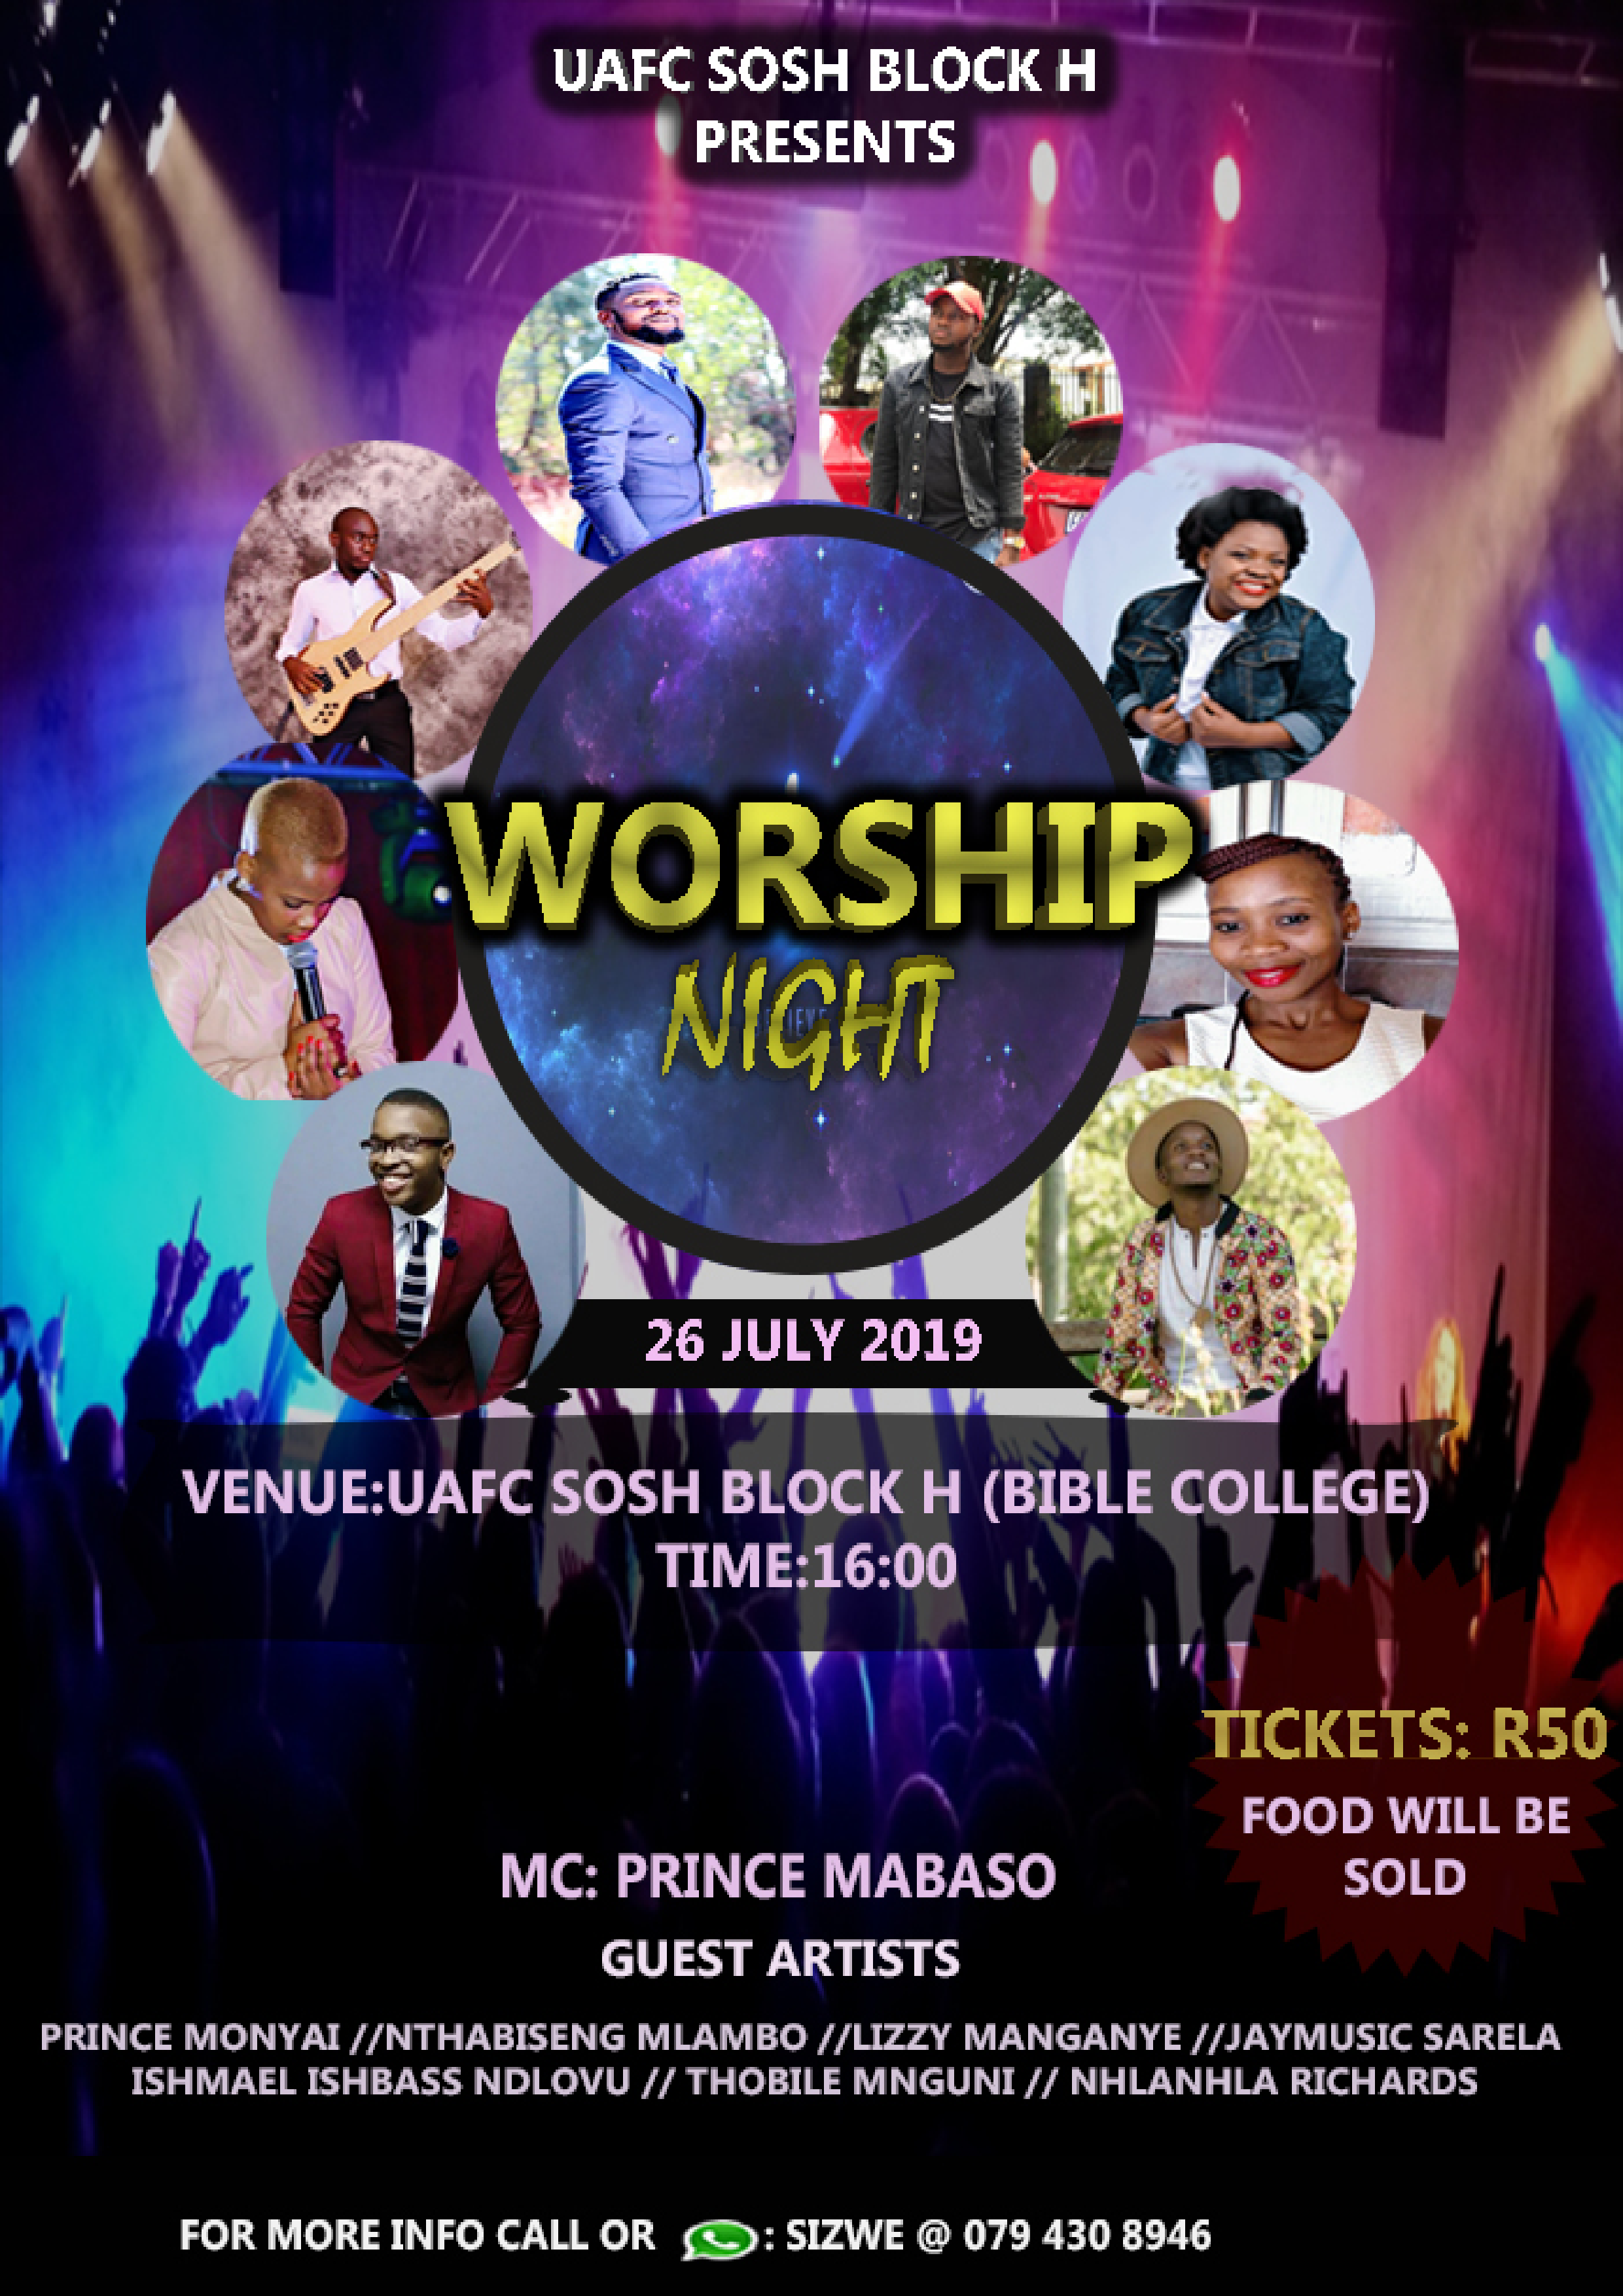 UAFC SOSH BLOCK H
PRESENTS
WORSHIP
NIGHT
26 JULY 2019
VENUE:UAFC SOSH BLOCK H (BIBLE COLLEGE)
TIME:16:00
TICKETS: R50
FOOD WILL BE
SOLD
MC: PRINCE MABASO
GUEST ARTISTS
PRINCE MONYAI //NTHABISENG MLAMBO //LIZZY MANGANYE //JAYMUSIC SARELA
ISHMAEL ISHBASS NDLOVU // THOBILE MNGUNI // NHLANHLA RICHARDS
FOR MORE INFO CALL OR : SIZWE @ 079 430 8946